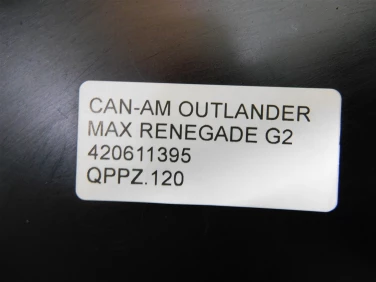 CAN-AM OUTLANDER
MAX RENEGADE G2
420611395
QPPZ.120